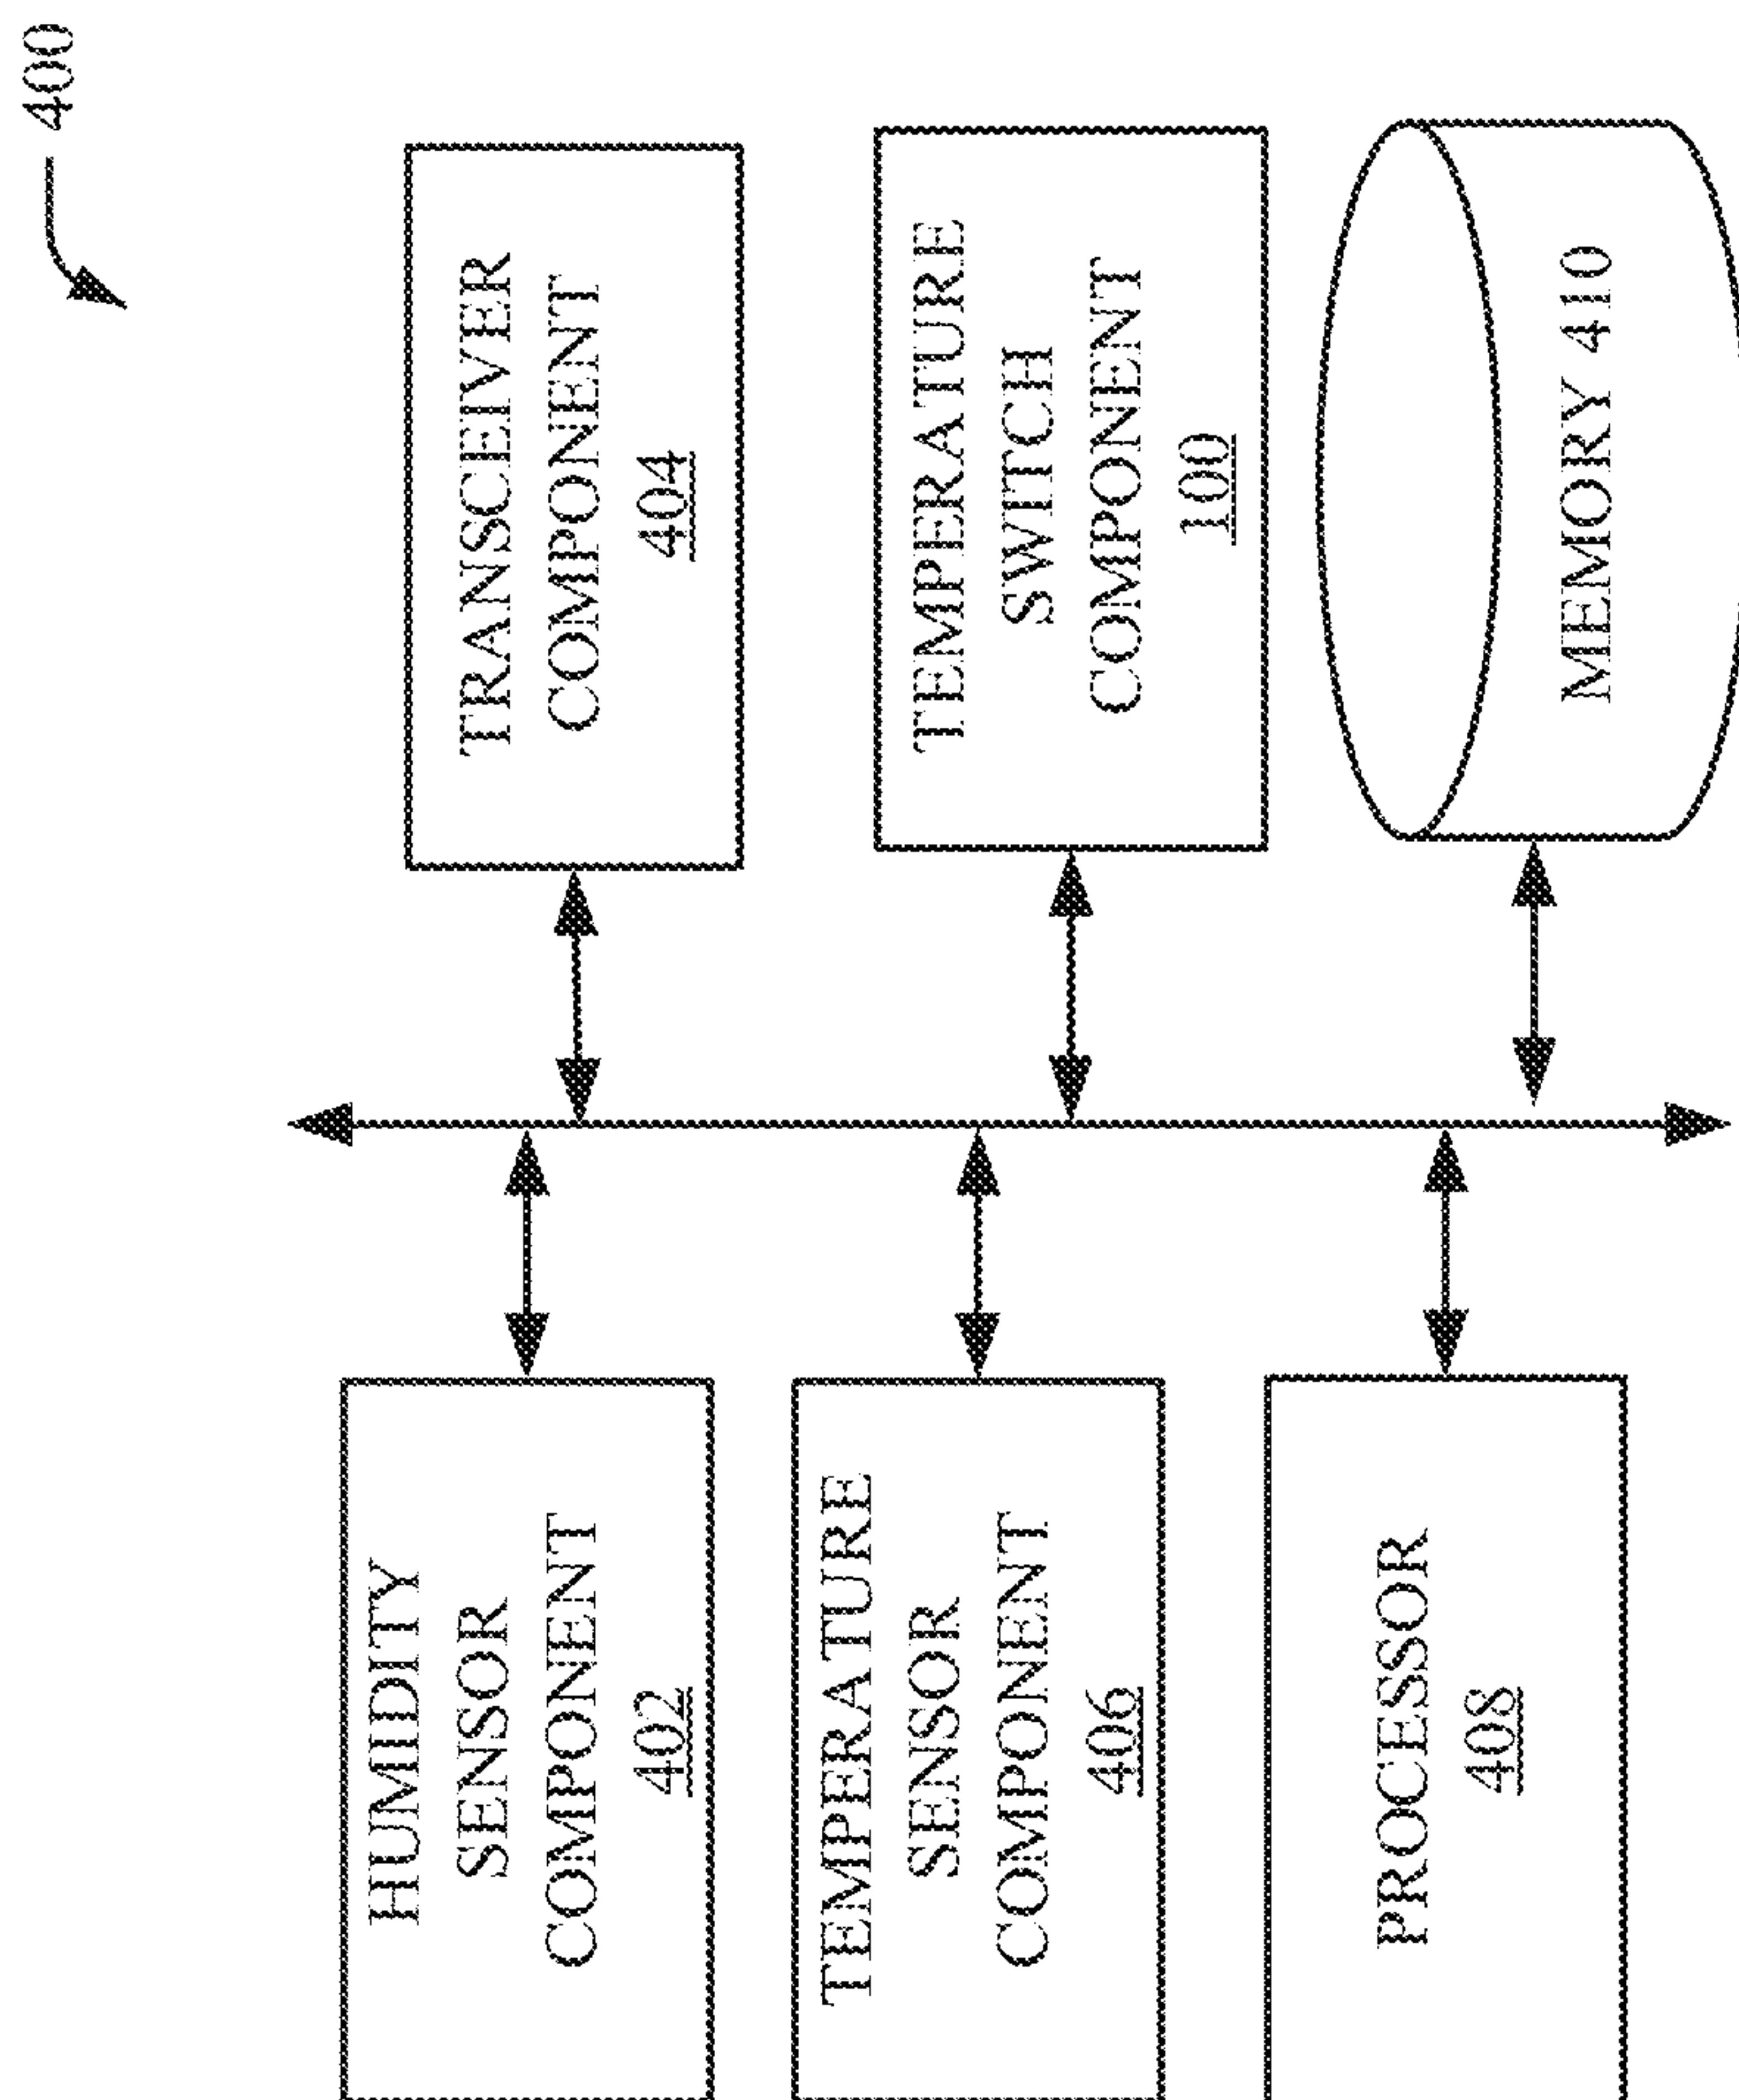 400
HUMIDITY
SENSOR
COMPONENT
402
TRANSCEIVER
COMPONENT
404
TEMPERATURE
SENSOR
COMPONENT
406
TEMPERATURE
SWITCH
COMPONENT
100
PROCESSOR
408
MEMORY 410